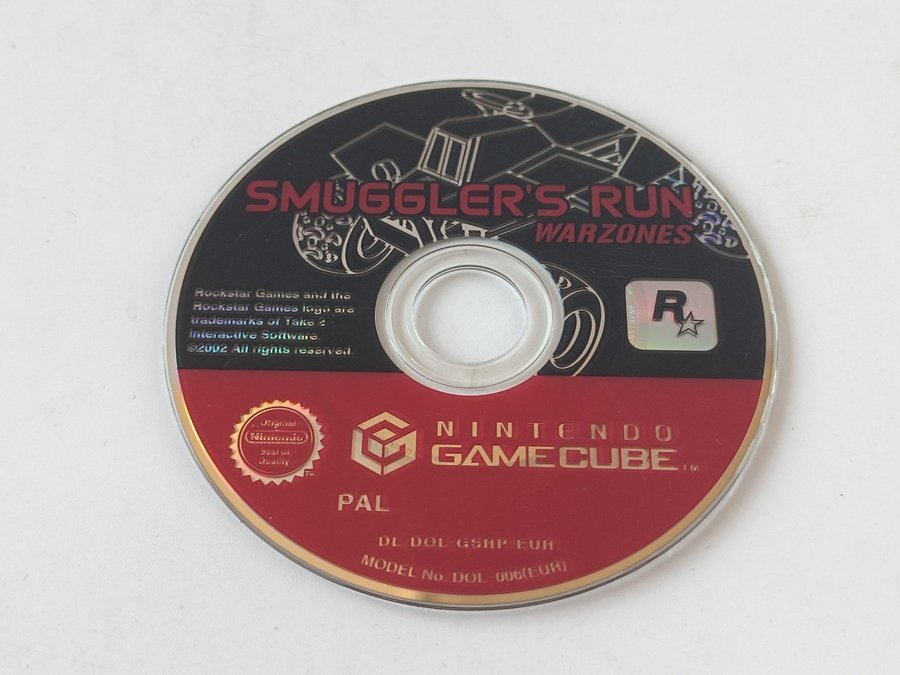 SMUGGLER'S RUN
WARZONES
Rockstar Games and the
Rockstar Games logo are
trademarks of Take 2
Interactive Software.
©2002 All rights reserved.
R
Original
Nintendo
Seal of
Quality
TM
NINTENDO
GAMECUBE TM
PAL
DL-DOL-GSRP-EUR
MODEL No. DOL-006(EUR)